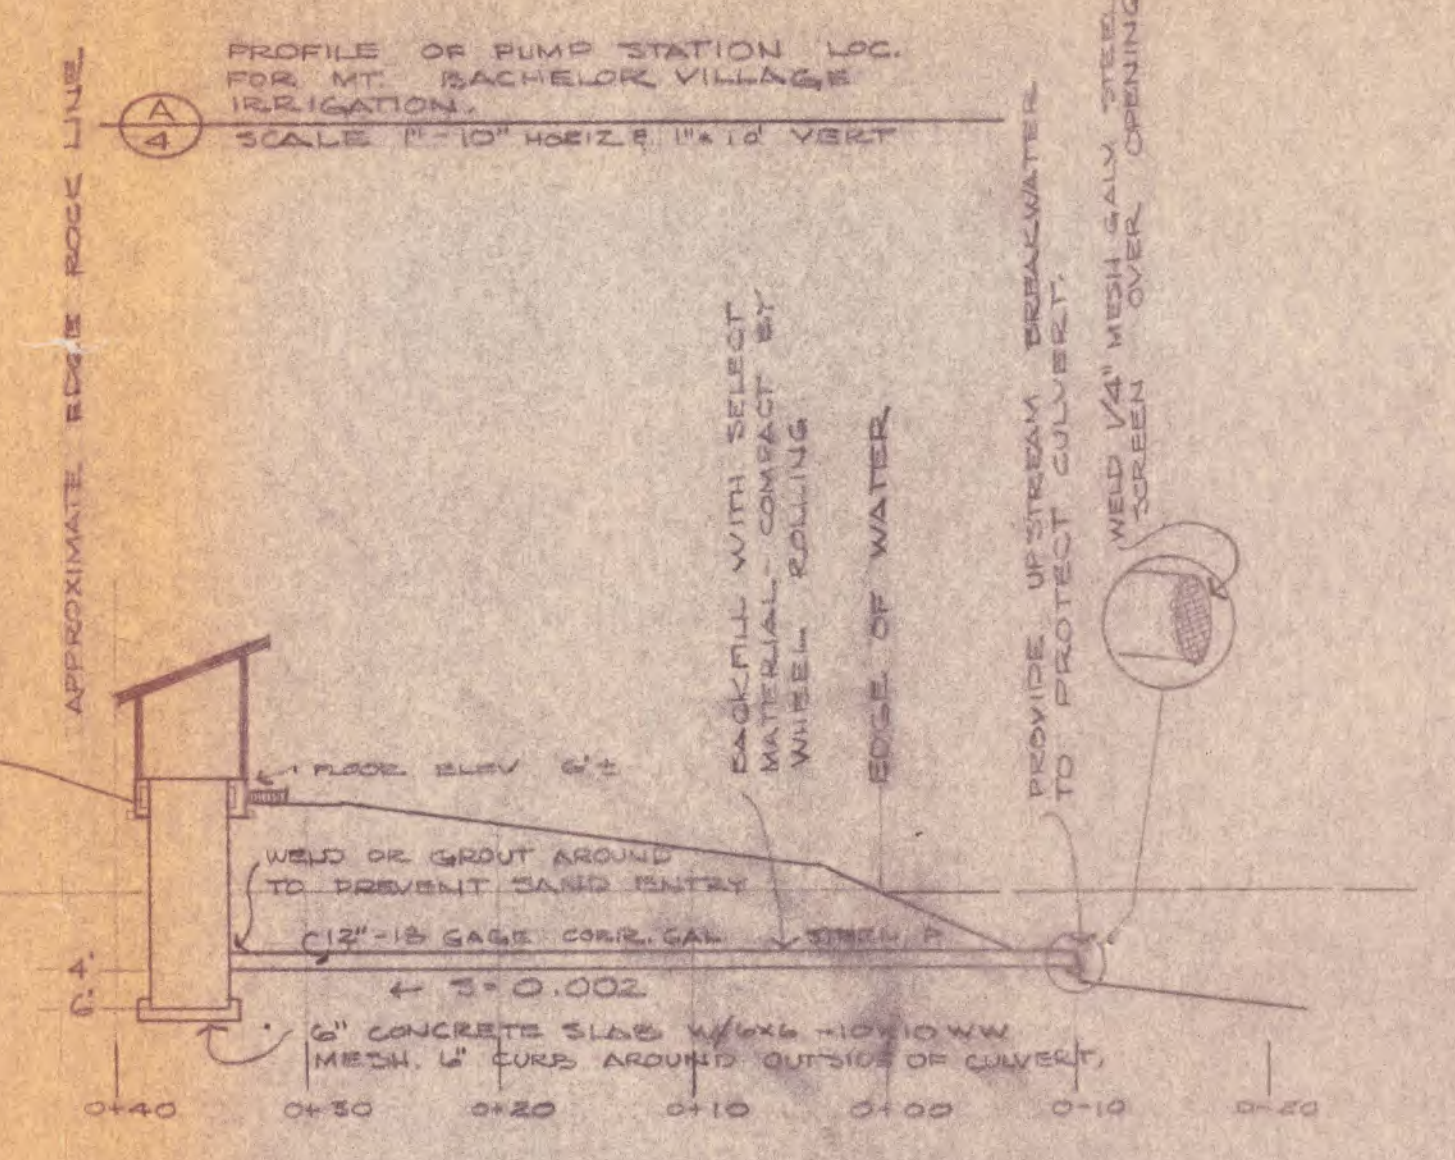 PROFILE OF PUMP STATION LOC.
FOR MT. BACHELOR VILLAGE
IRRIGATION.
A
4
SCALE 1"-10" HORIZ & 1"=10' VERT
APPROXIMATE EDGE ROCK LINE
BACKFILL WITH SELECT
MATERIAL - COMPACT BY
WHEEL ROLLING
EDGE OF WATER
PROVIDE UPSTREAM BREAKWATER
TO PROTECT CULVERT.
WELD 1/4" MESH GALV STEEL
SCREEN OVER OPENING
FLOOR ELEV 6'±
WELD OR GROUT AROUND
TO PREVENT SAND ENTRY
12"-18 GAGE CORR. GAL STEEL P
4'
6'
← S=0.002
6" CONCRETE SLAB W/6x6 -10x10 WW
MESH. 6" CURB AROUND OUTSIDE OF CULVERT.
0+40 0+30 0+20 0+10 0+00 0-10 0-20